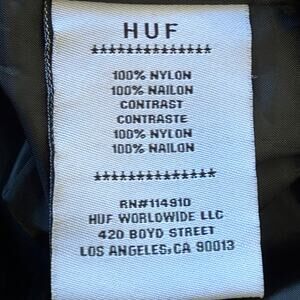 HUF
***************
100% NYLON
100% NAILON
CONTRAST
CONTRASTE
100% NYLON
100% NAILON
***************
RN#114910
HUF WORLDWIDE LLC
420 BOYD STREET
LOS ANGELES,CA 90013